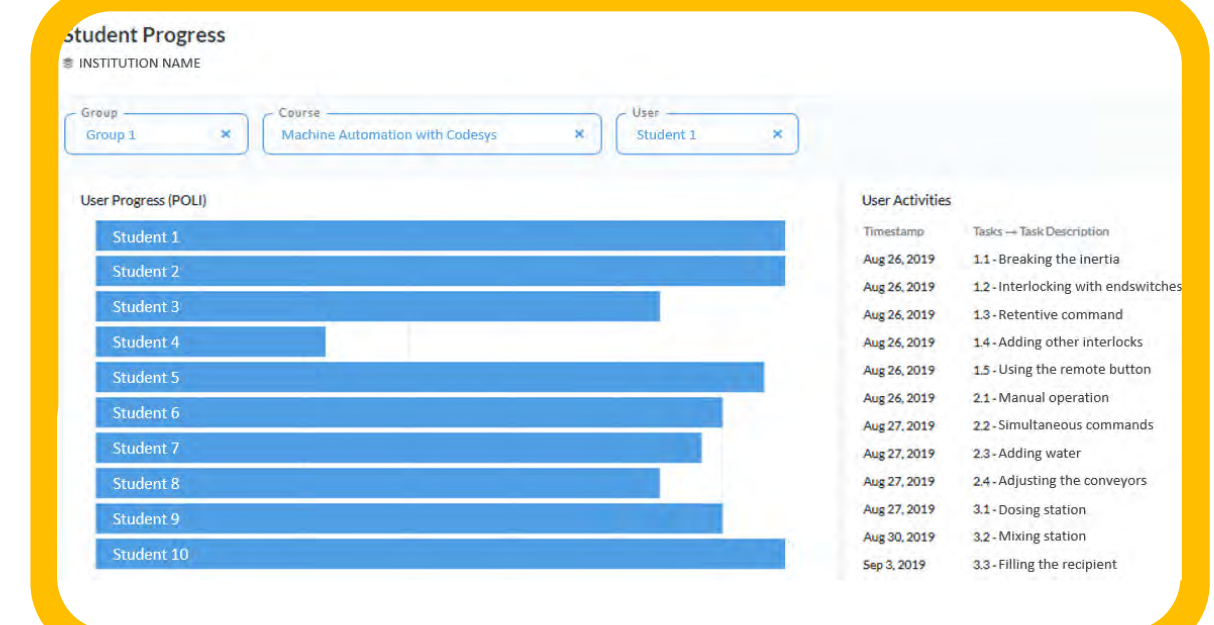 Student Progress
INSTITUTION NAME
Group
Group 1 ×
Course
Machine Automation with Codesys ×
User
Student 1 ×
User Progress (POLI)
Student 1
Student 2
Student 3
Student 4
Student 5
Student 6
Student 7
Student 8
Student 9
Student 10
User Activities
Timestamp Tasks → Task Description
Aug 26, 2019 1.1 - Breaking the inertia
Aug 26, 2019 1.2 - Interlocking with endswitches
Aug 26, 2019 1.3 - Retentive command
Aug 26, 2019 1.4 - Adding other interlocks
Aug 26, 2019 1.5 - Using the remote button
Aug 26, 2019 2.1 - Manual operation
Aug 27, 2019 2.2 - Simultaneous commands
Aug 27, 2019 2.3 - Adding water
Aug 27, 2019 2.4 - Adjusting the conveyors
Aug 27, 2019 3.1 - Dosing station
Aug 30, 2019 3.2 - Mixing station
Sep 3, 2019 3.3 - Filling the recipient